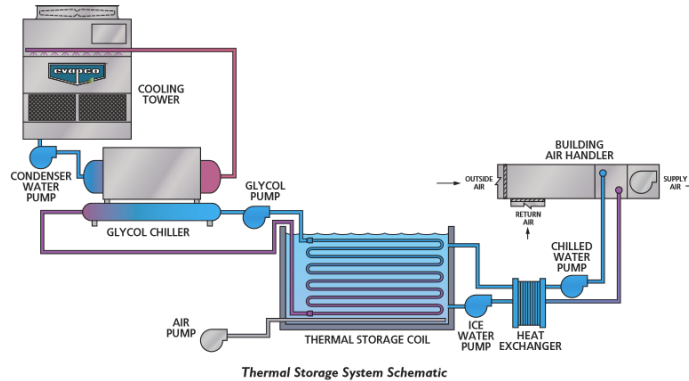 evapco
COOLING
TOWER
CONDENSER
WATER
PUMP
GLYCOL
PUMP
GLYCOL CHILLER
BUILDING
AIR HANDLER
OUTSIDE
AIR
SUPPLY
AIR
RETURN
AIR
CHILLED
WATER
PUMP
AIR
PUMP
THERMAL STORAGE COIL
ICE
WATER
PUMP
HEAT
EXCHANGER
Thermal Storage System Schematic